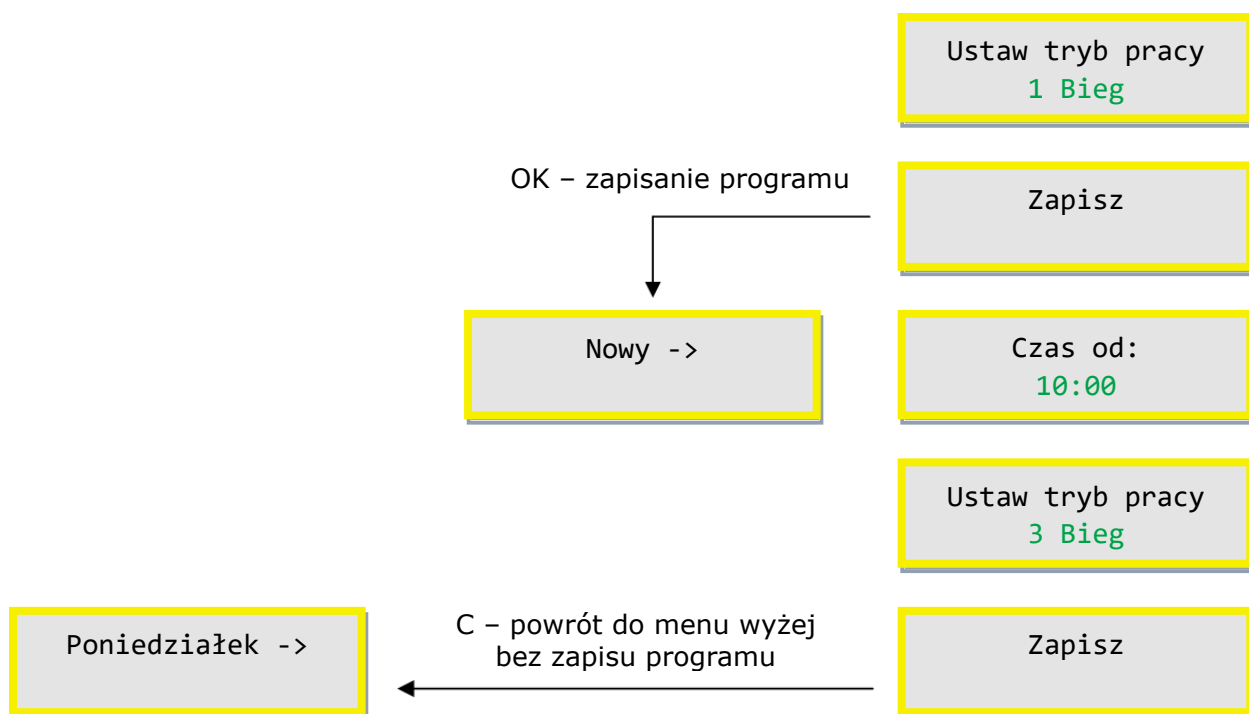 Ustaw tryb pracy
1 Bieg
OK – zapisanie programu
Zapisz
Nowy ->
Czas od:
10:00
Ustaw tryb pracy
3 Bieg
Poniedziałek ->
C – powrót do menu wyżej
bez zapisu programu
Zapisz